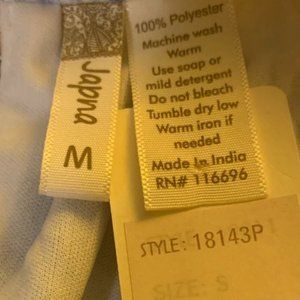 Japna
M
100% Polyester
Machine wash
Warm
Use soap or
mild detergent
Do not bleach
Tumble dry low
Warm iron if
needed
Made In India
RN# 116696
STYLE: 18143P
SIZE: S